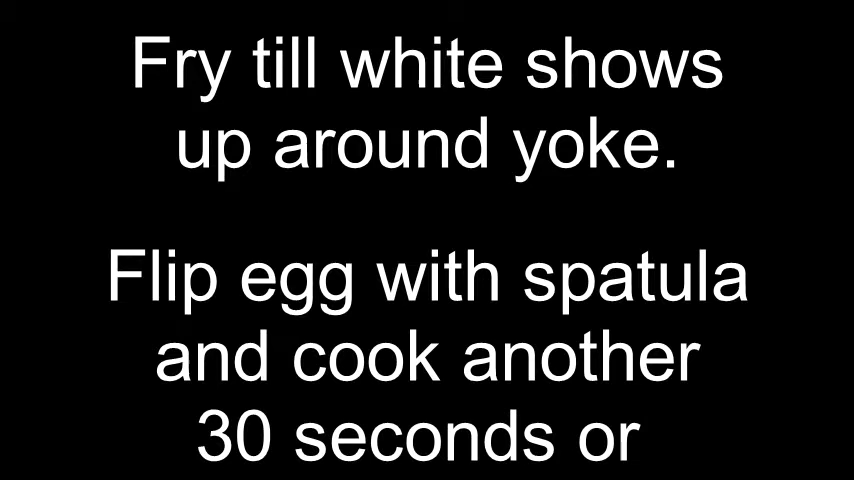 Fry till white shows
up around yoke.
Flip egg with spatula
and cook another
30 seconds or